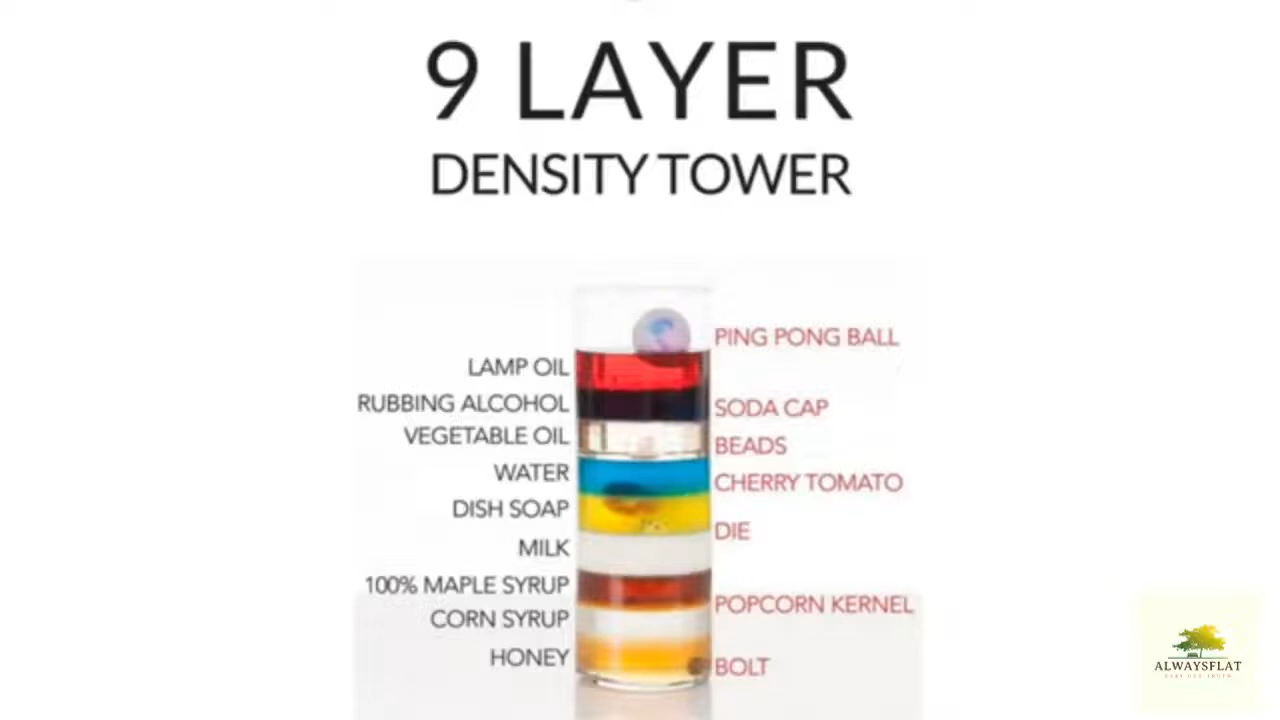 9 LAYER
DENSITY TOWER
PING PONG BALL
LAMP OIL
RUBBING ALCOHOL
SODA CAP
VEGETABLE OIL
BEADS
WATER
CHERRY TOMATO
DISH SOAP
DIE
MILK
100% MAPLE SYRUP
POPCORN KERNEL
CORN SYRUP
HONEY
BOLT
ALWAYSFLAT